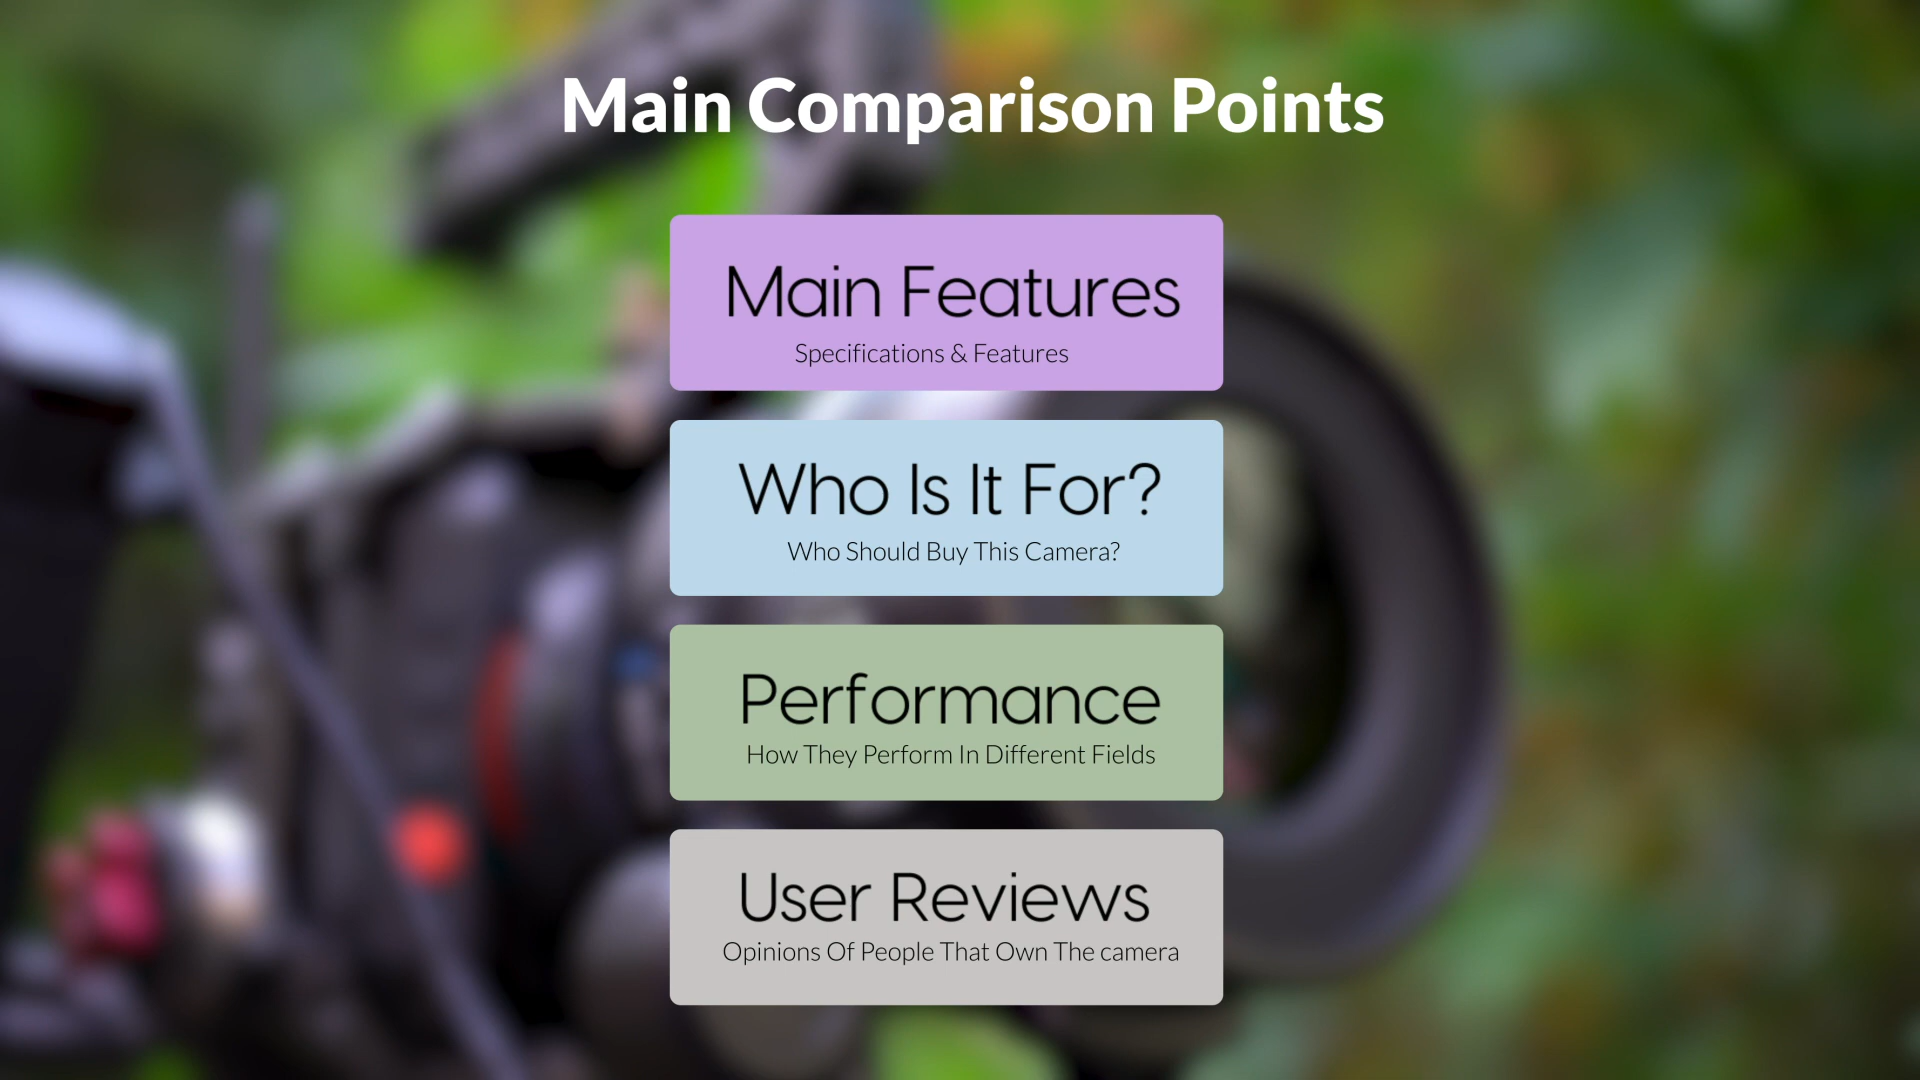 Main Comparison Points
Main Features
Specifications & Features
Who Is It For?
Who Should Buy This Camera?
Performance
How They Perform In Different Fields
User Reviews
Opinions Of People That Own The camera